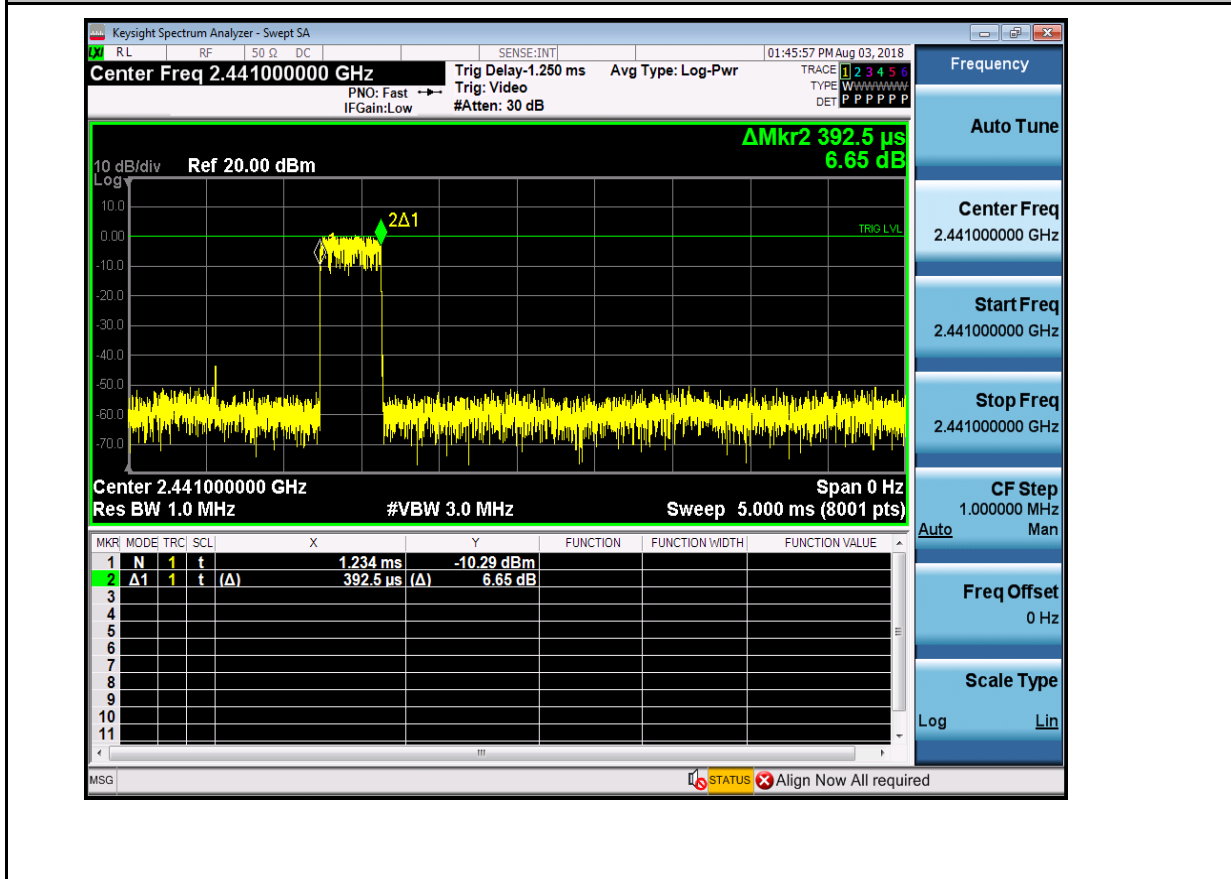 Keysight Spectrum Analyzer - Swept SA
LXI RL RF 50 Ω DC SENSE:INT 01:45:57 PM Aug 03, 2018
Center Freq 2.441000000 GHz
PNO: Fast
IFGain:Low
Trig Delay-1.250 ms
Trig: Video
#Atten: 30 dB
Avg Type: Log-Pwr
TRACE 1 2 3 4 5 6
TYPE WWWWWW
DET P P P P P P
ΔMkr2 392.5 µs
6.65 dB
10 dB/div Ref 20.00 dBm
Log
10.0
0.00
-10.0
-20.0
-30.0
-40.0
-50.0
-60.0
-70.0
2Δ1
TRIG LVL
Center 2.441000000 GHz Span 0 Hz
Res BW 1.0 MHz #VBW 3.0 MHz Sweep 5.000 ms (8001 pts)
MKR MODE TRC SCL X Y FUNCTION FUNCTION WIDTH FUNCTION VALUE
1 N 1 t 1.234 ms -10.29 dBm
2 Δ1 1 t (Δ) 392.5 µs (Δ) 6.65 dB
3
4
5
6
7
8
9
10
11
MSG STATUS Align Now All required
Frequency
Auto Tune
Center Freq
2.441000000 GHz
Start Freq
2.441000000 GHz
Stop Freq
2.441000000 GHz
CF Step
1.000000 MHz
Auto Man
Freq Offset
0 Hz
Scale Type
Log Lin